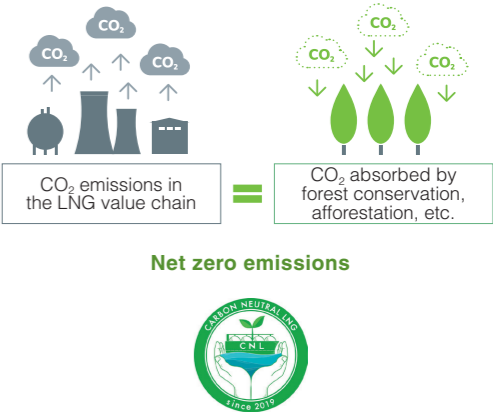 CO₂
CO₂
CO₂
CO₂
CO₂
CO₂
CO₂ emissions in
the LNG value chain
=
CO₂ absorbed by
forest conservation,
afforestation, etc.
Net zero emissions
CARBON NEUTRAL LNG
CNL
since 2019